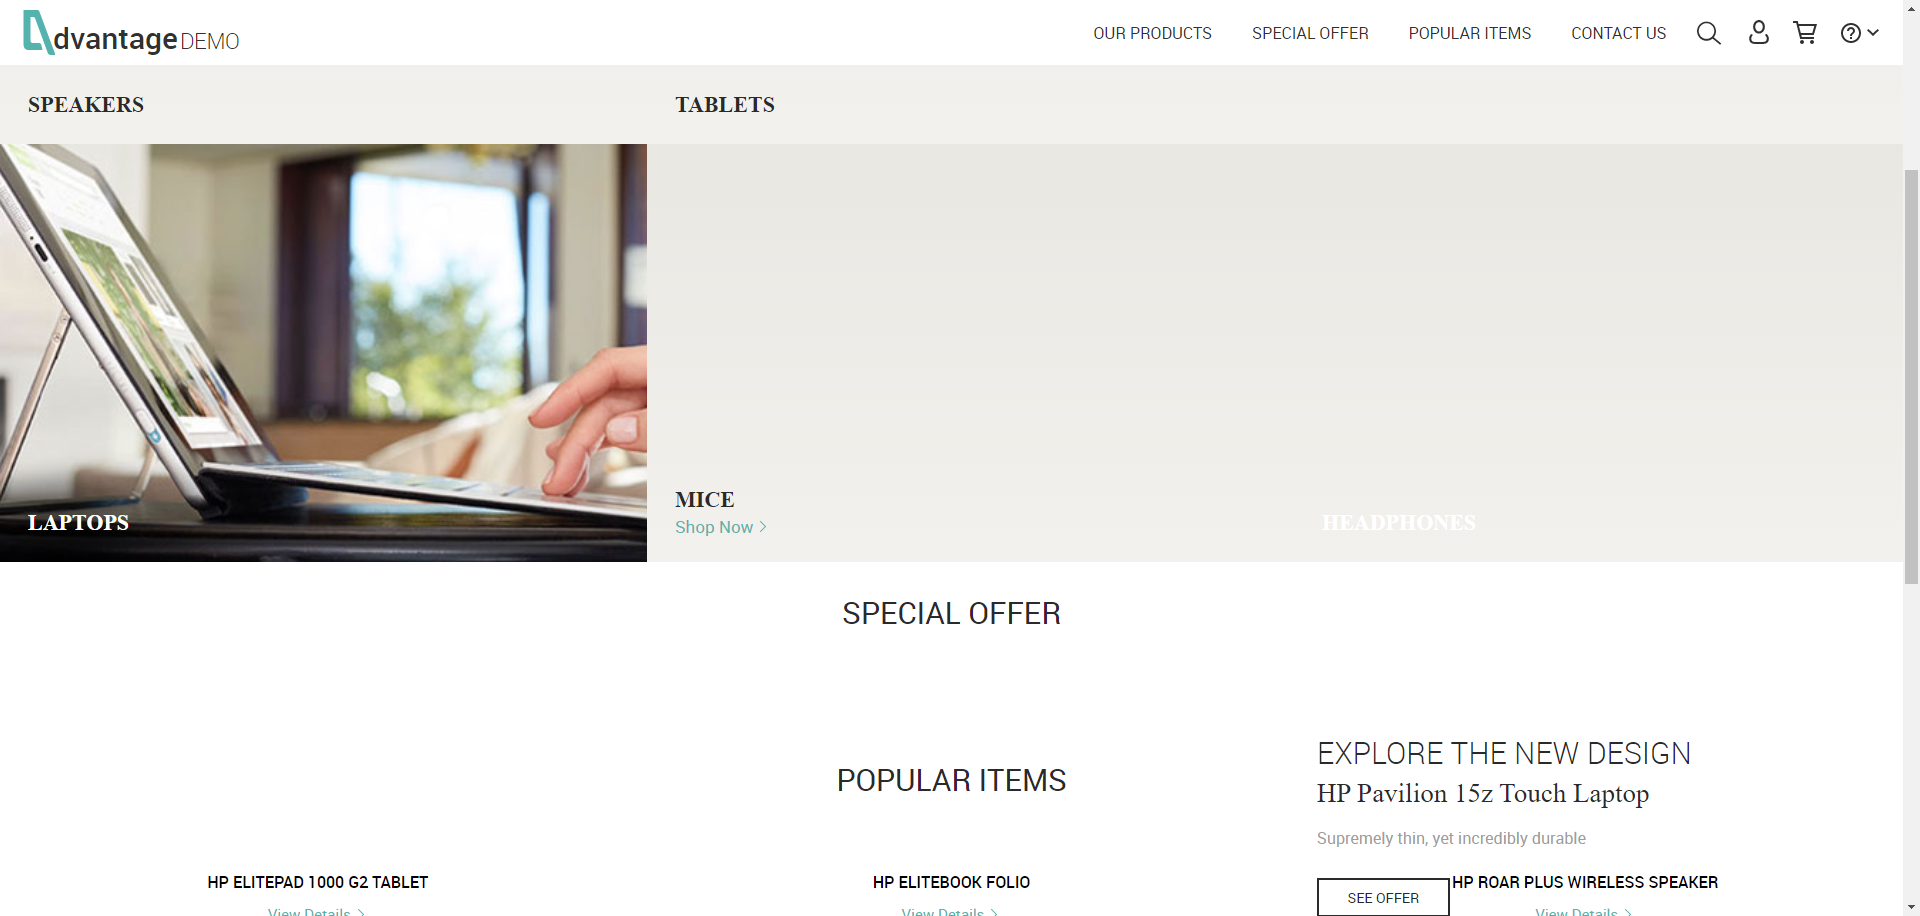 dvantage DEMO
OUR PRODUCTS
SPECIAL OFFER
POPULAR ITEMS
CONTACT US
SPEAKERS
TABLETS
LAPTOPS
MICE
Shop Now
HEADPHONES
SPECIAL OFFER
EXPLORE THE NEW DESIGN
HP Pavilion 15z Touch Laptop
Supremely thin, yet incredibly durable
SEE OFFER
POPULAR ITEMS
HP ELITEPAD 1000 G2 TABLET
View Details
HP ELITEBOOK FOLIO
View Details
HP ROAR PLUS WIRELESS SPEAKER
View Details